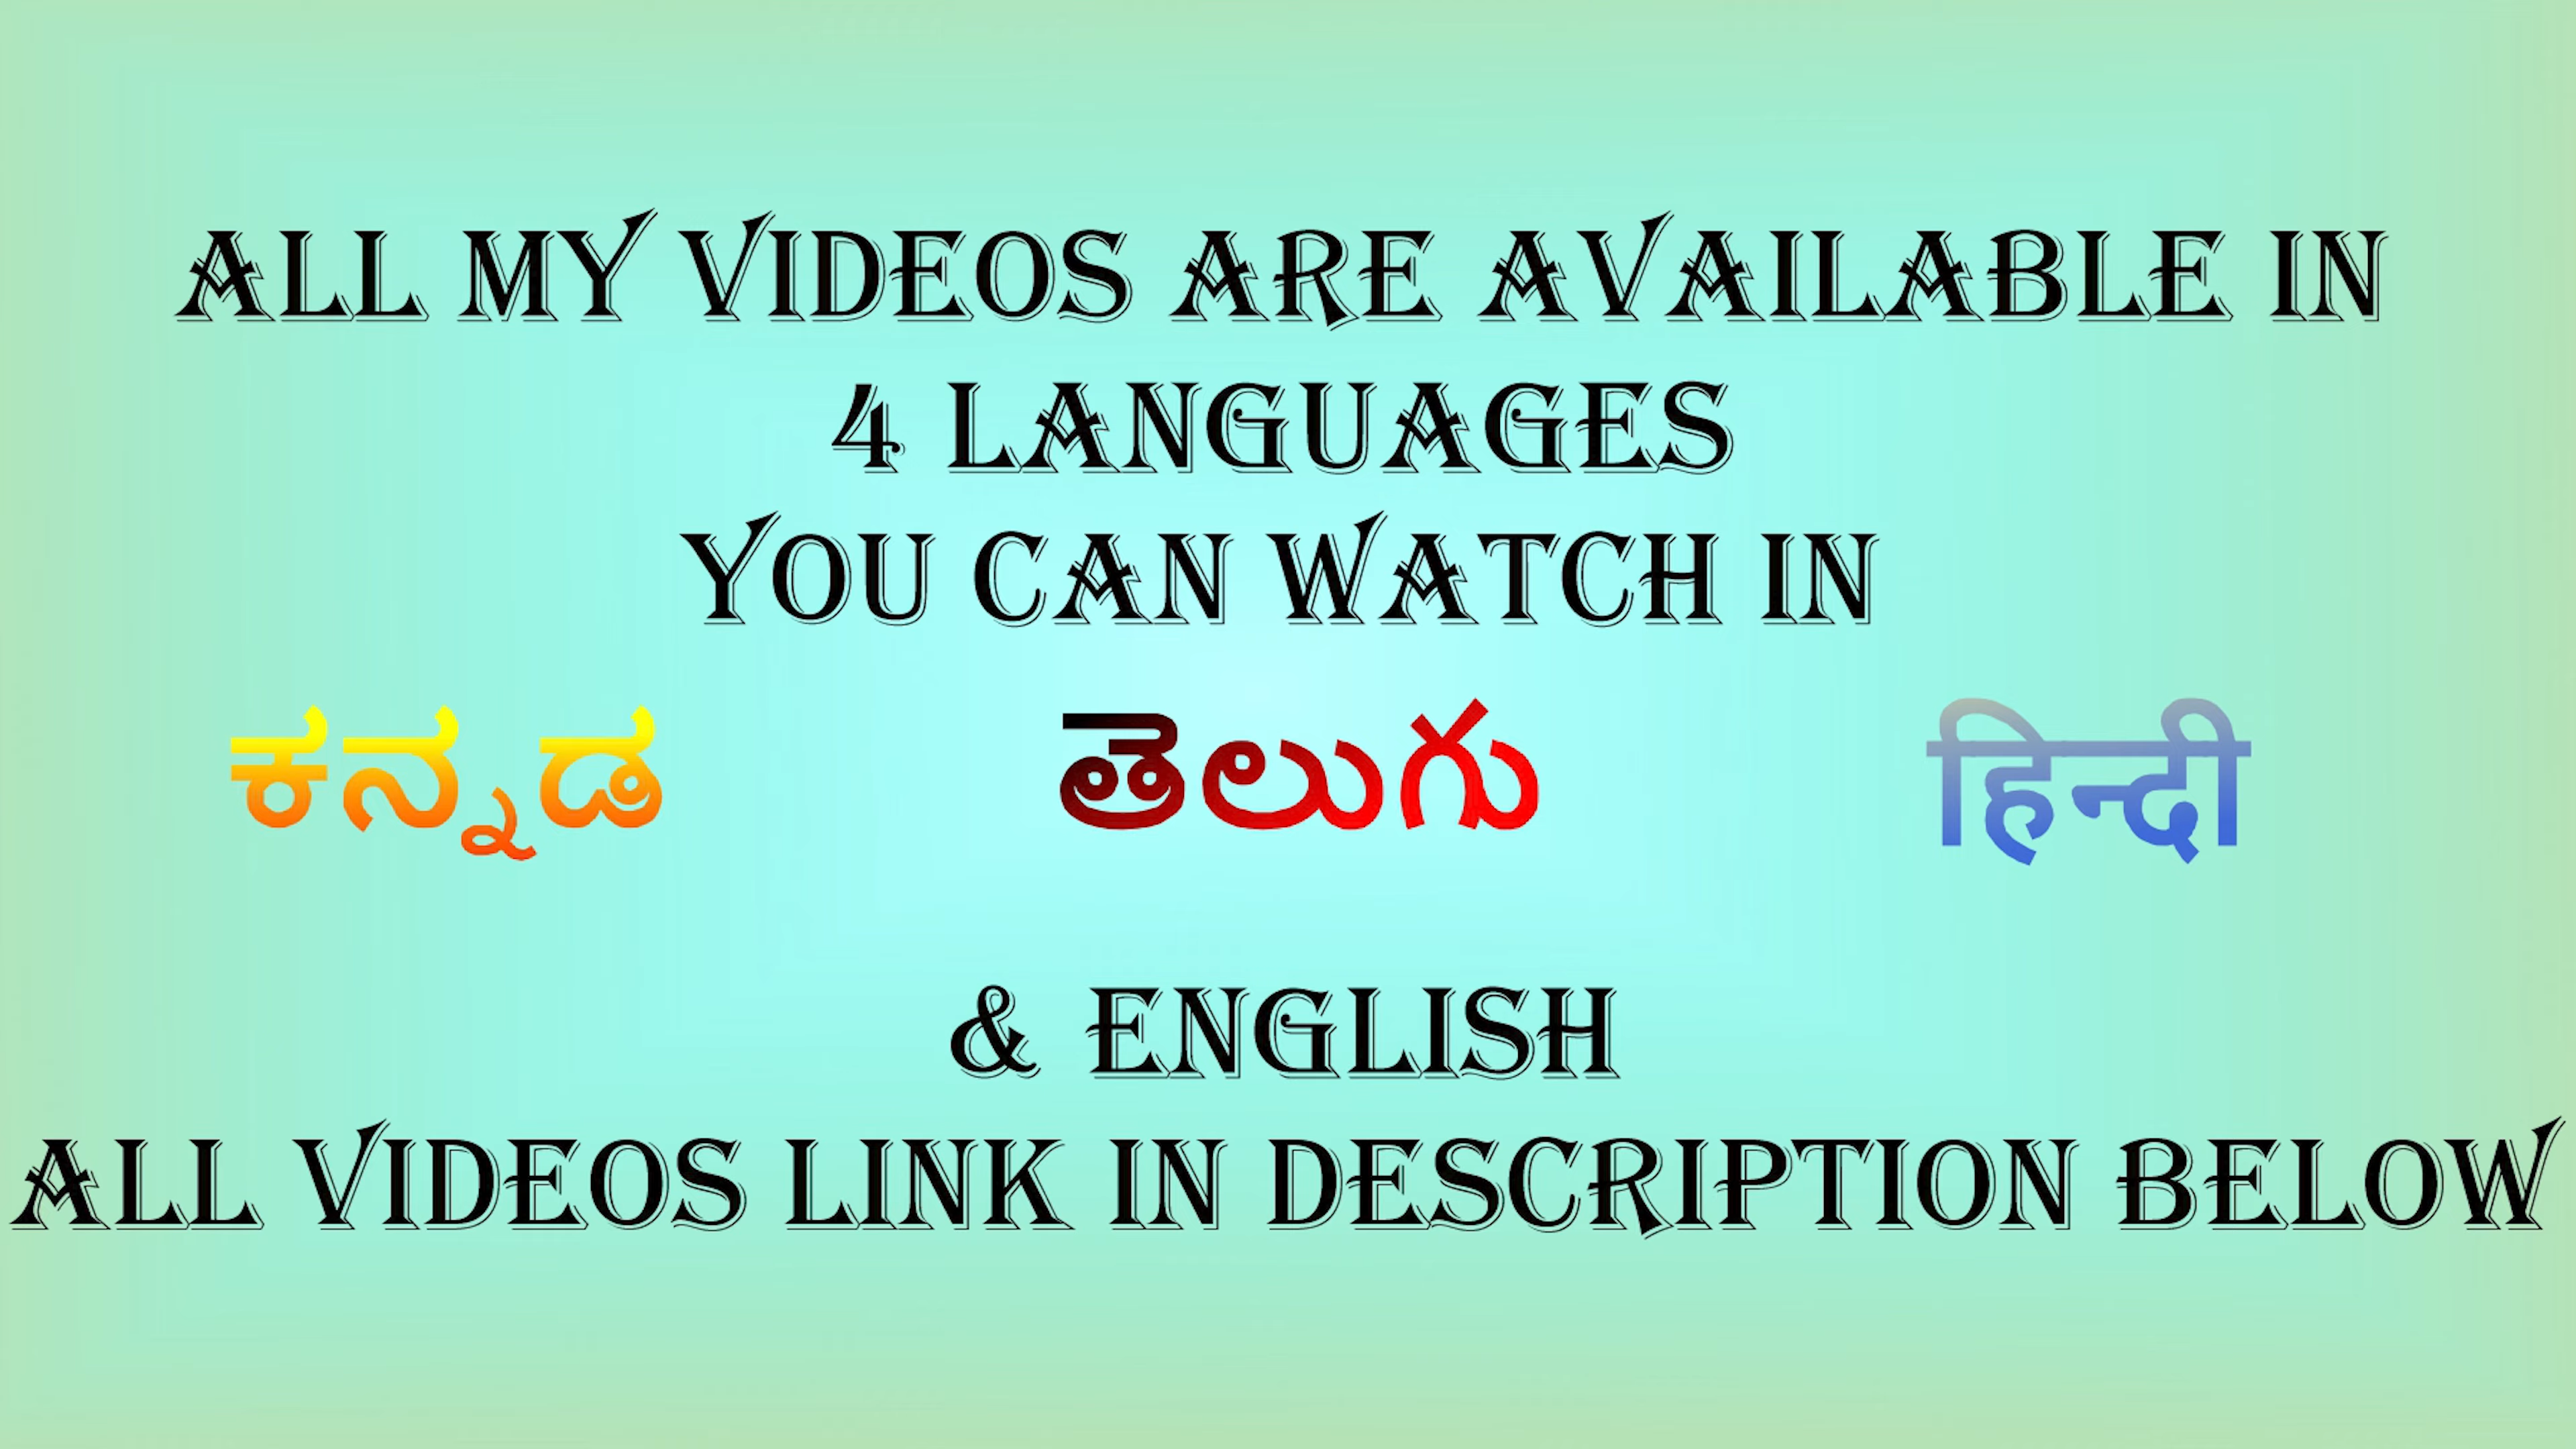 ALL MY VIDEOS ARE AVAILABLE IN
4 LANGUAGES
YOU CAN WATCH IN
ಕನ್ನಡ తెలుగు हिन्दी
& ENGLISH
ALL VIDEOS LINK IN DESCRIPTION BELOW